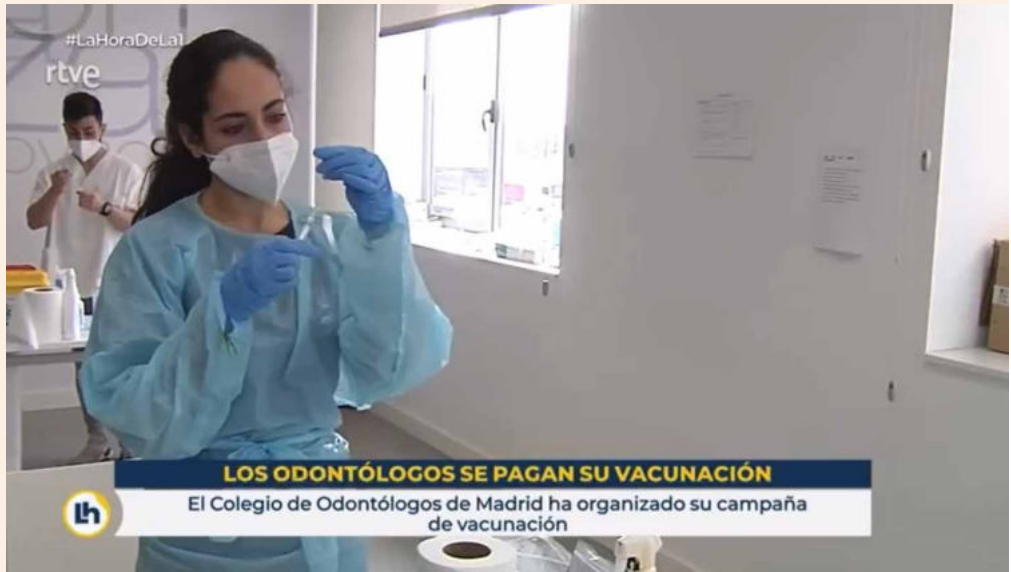 #LaHoraDeLa1
rtve
LOS ODONTÓLOGOS SE PAGAN SU VACUNACIÓN
Lh
El Colegio de Odontólogos de Madrid ha organizado su campaña
de vacunación